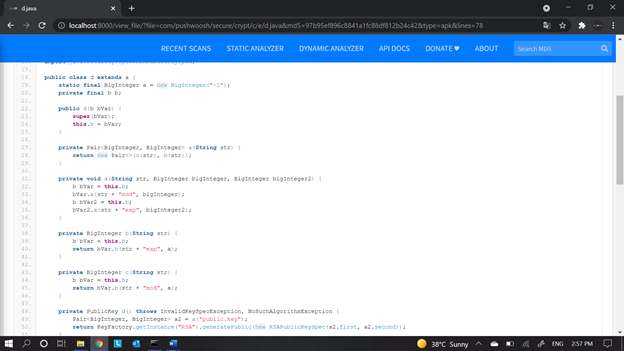 d.java
localhost:8000/view_file/?file=com/pushwoosh/secure/crypt/c/e/d.java&md5=97b95ef896c8841a1fc88df812b24c42&type=apk&lines=78
RECENT SCANS STATIC ANALYZER DYNAMIC ANALYZER API DOCS DONATE ♥ ABOUT Search MD5
17.
18. public class d extends a {
19. static final BigInteger a = new BigInteger("-1");
20. private final b b;
21.
22. public d(b bVar) {
23. super(bVar);
24. this.b = bVar;
25. }
26.
27. private Pair<BigInteger, BigInteger> a(String str) {
28. return new Pair<>(c(str), b(str));
29. }
30.
31. private void a(String str, BigInteger bigInteger, BigInteger bigInteger2) {
32. b bVar = this.b;
33. bVar.a(str + "mod", bigInteger);
34. b bVar2 = this.b;
35. bVar2.a(str + "exp", bigInteger2);
36. }
37.
38. private BigInteger b(String str) {
39. b bVar = this.b;
40. return bVar.b(str + "exp", a);
41. }
42.
43. private BigInteger c(String str) {
44. b bVar = this.b;
45. return bVar.b(str + "mod", a);
46. }
47.
48. private PublicKey d() throws InvalidKeySpecException, NoSuchAlgorithmException {
49. Pair<BigInteger, BigInteger> a2 = a("public.key");
50. return KeyFactory.getInstance("RSA").generatePublic(new RSAPublicKeySpec(a2.first, a2.second));
38°C Sunny ENG 2:57 PM